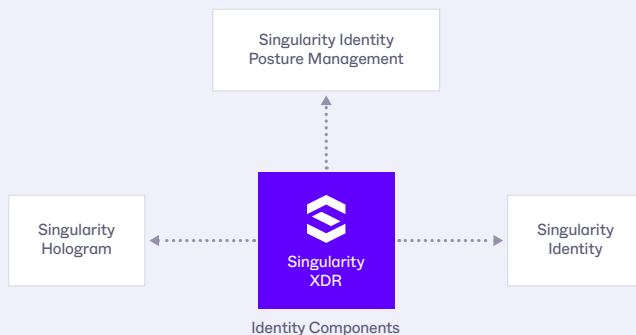 Singularity Identity
Posture Management
Singularity
Hologram
Singularity
XDR
Singularity
Identity
Identity Components